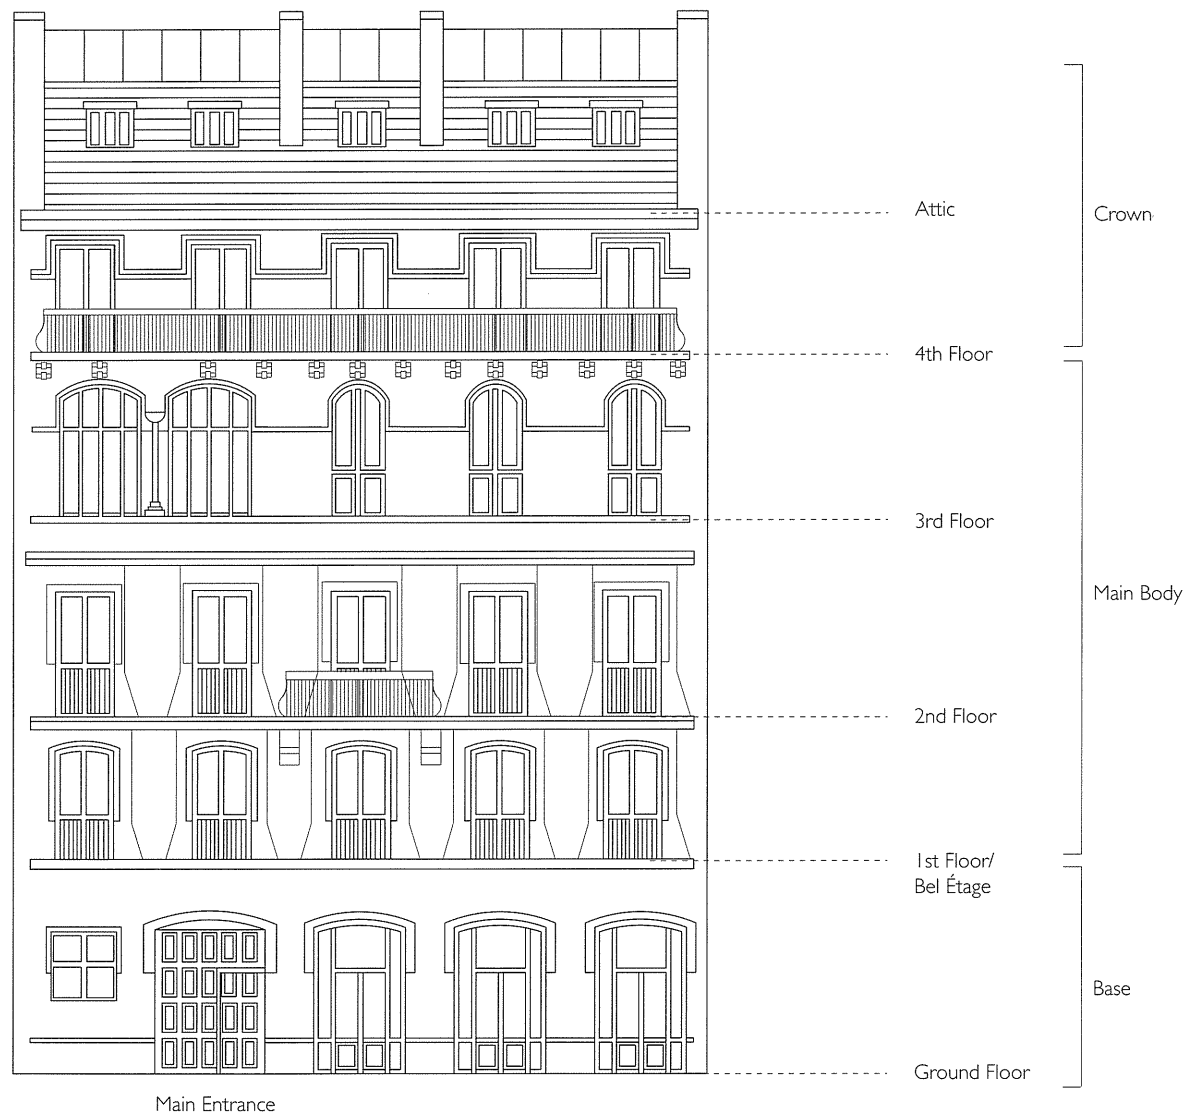 Attic
Crown
4th Floor
3rd Floor
Main Body
2nd Floor
1st Floor/
Bel Étage
Base
Ground Floor
Main Entrance